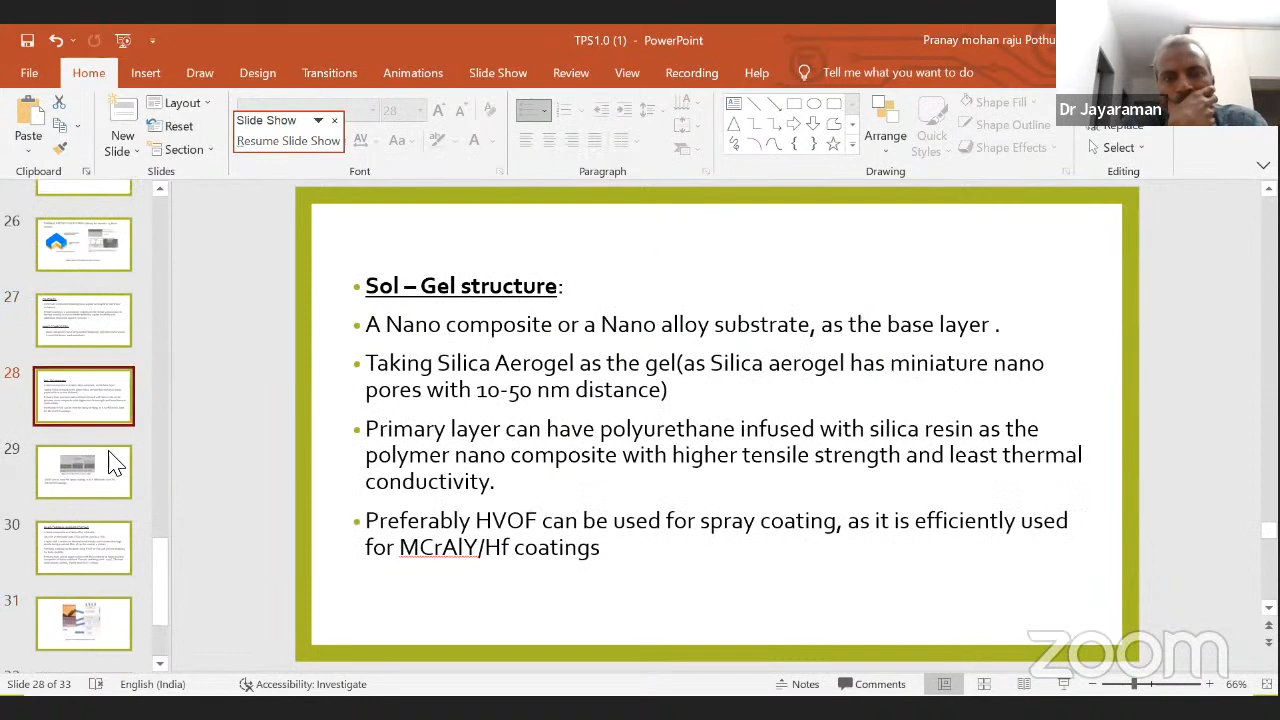 TPS1.0 (1) - PowerPoint
Pranay mohan raju Pothu
File Home Insert Draw Design Transitions Animations Slide Show Review View Recording Help Tell me what you want to do
Dr Jayaraman
Paste
Clipboard
New
Slide
Layout
Reset
Section
Slides
Slide Show
Resume Slide Show
28
Font
Paragraph
Arrange
Quick
Styles
Shape Fill
Shape Outline
Shape Effects
Drawing
Replace
Select
Editing
26
27
28
29
30
31
Sol – Gel structure:
A Nano composite or a Nano alloy substrate, as the base layer .
Taking Silica Aerogel as the gel(as Silica aerogel has miniature nano
pores with 10-50 nm distance)
Primary layer can have polyurethane infused with silica resin as the
polymer nano composite with higher tensile strength and least thermal
conductivity.
Preferably HVOF can be used for spray coating, as it is efficiently used
for MCrAlY/Hf coatings
zoom
Slide 28 of 33 English (India) Accessibility: Investigate Notes Comments 66%